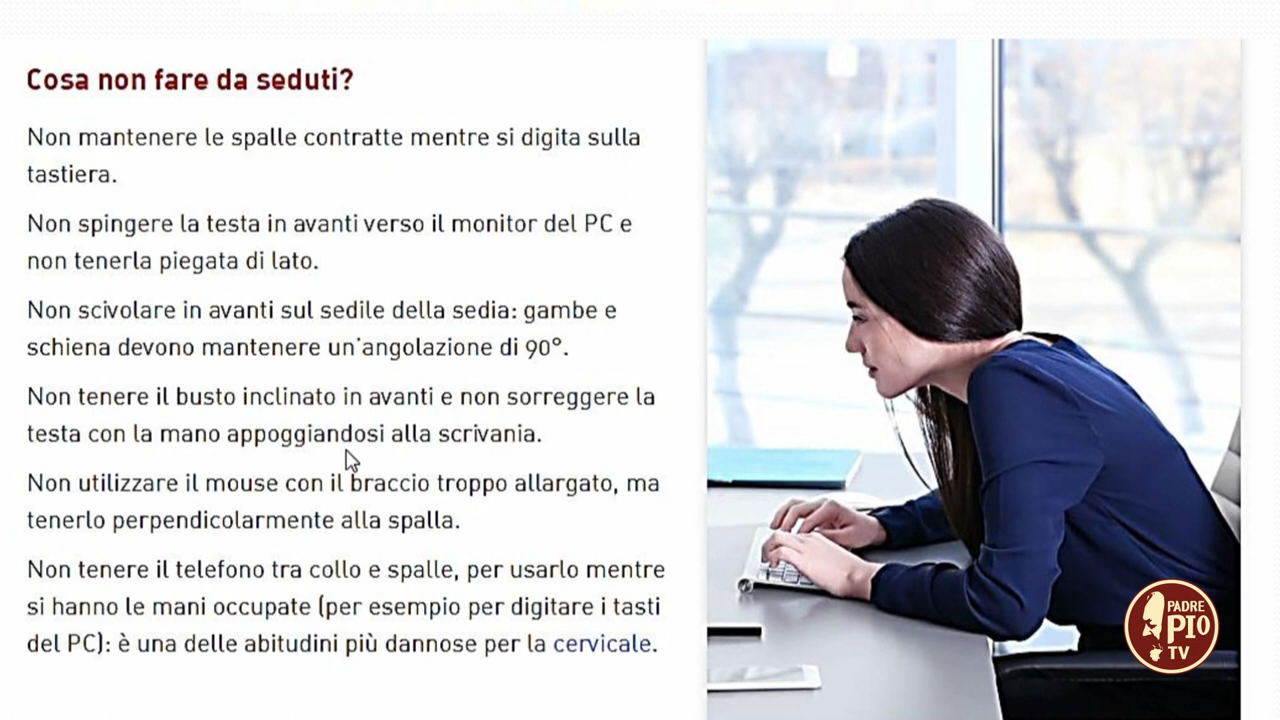 Cosa non fare da seduti?
Non mantenere le spalle contratte mentre si digita sulla
tastiera.
Non spingere la testa in avanti verso il monitor del PC e
non tenerla piegata di lato.
Non scivolare in avanti sul sedile della sedia: gambe e
schiena devono mantenere un'angolazione di 90°.
Non tenere il busto inclinato in avanti e non sorreggere la
testa con la mano appoggiandosi alla scrivania.
Non utilizzare il mouse con il braccio troppo allargato, ma
tenerlo perpendicolarmente alla spalla.
Non tenere il telefono tra collo e spalle, per usarlo mentre
si hanno le mani occupate (per esempio per digitare i tasti
del PC): è una delle abitudini più dannose per la cervicale.
PADRE
PIO
TV